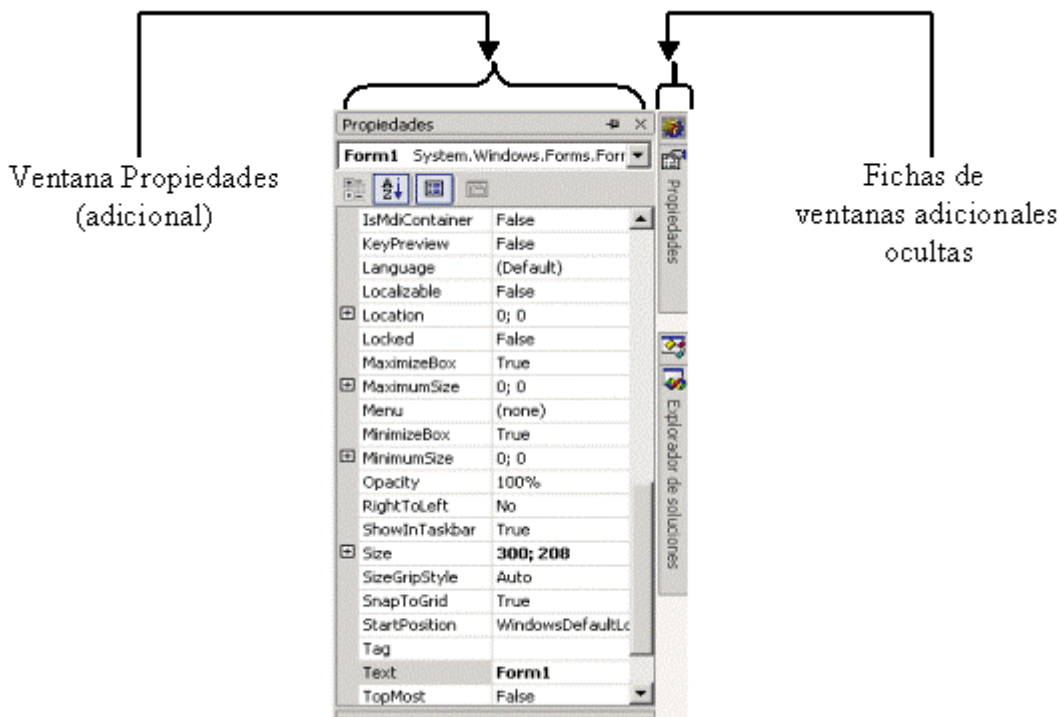 Ventana Propiedades
(adicional)
Propiedades
Form1 System.Windows.Forms.Forr
IsMdiContainer False
KeyPreview False
Language (Default)
Localizable False
Location 0; 0
Locked False
MaximizeBox True
MaximumSize 0; 0
Menu (none)
MinimizeBox True
MinimumSize 0; 0
Opacity 100%
RightToLeft No
ShowInTaskbar True
Size 300; 208
SizeGripStyle Auto
SnapToGrid True
StartPosition WindowsDefaultLo
Tag
Text Form1
TopMost False
Propiedades
Explorador de soluciones
Fichas de
ventanas adicionales
ocultas